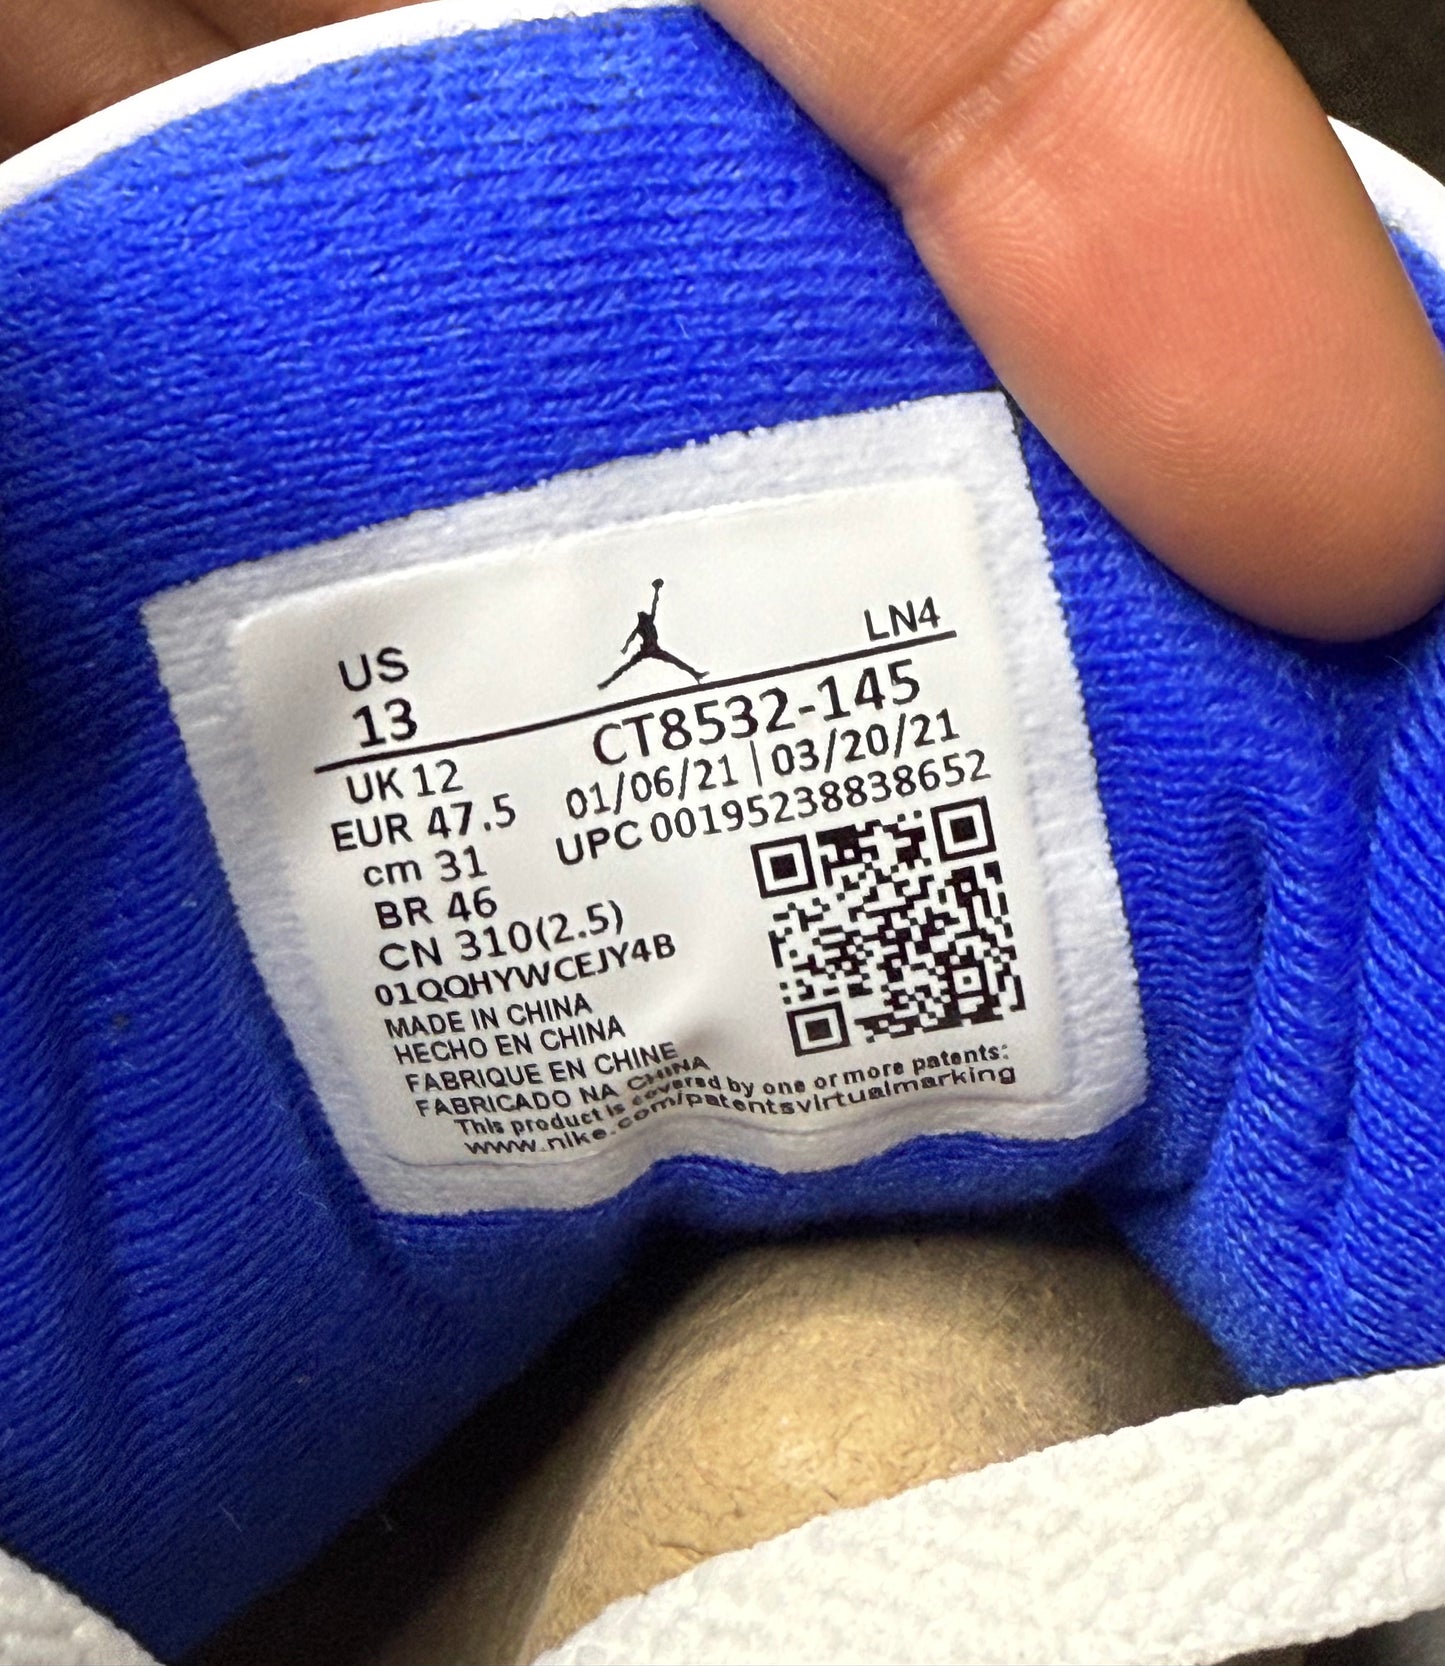 US
13
LN4
CT8532-145
UK 12
01/06/21 | 03/20/21
EUR 47.5
UPC 00195238838652
cm 31
BR 46
CN 310(2.5)
01QQHYWCEJY4B
MADE IN CHINA
HECHO EN CHINA
FABRIQUE EN CHINE
FABRICADO NA CHINA
This product is covered by one or more patents:
www.nike.com/patentsvirtualmarking